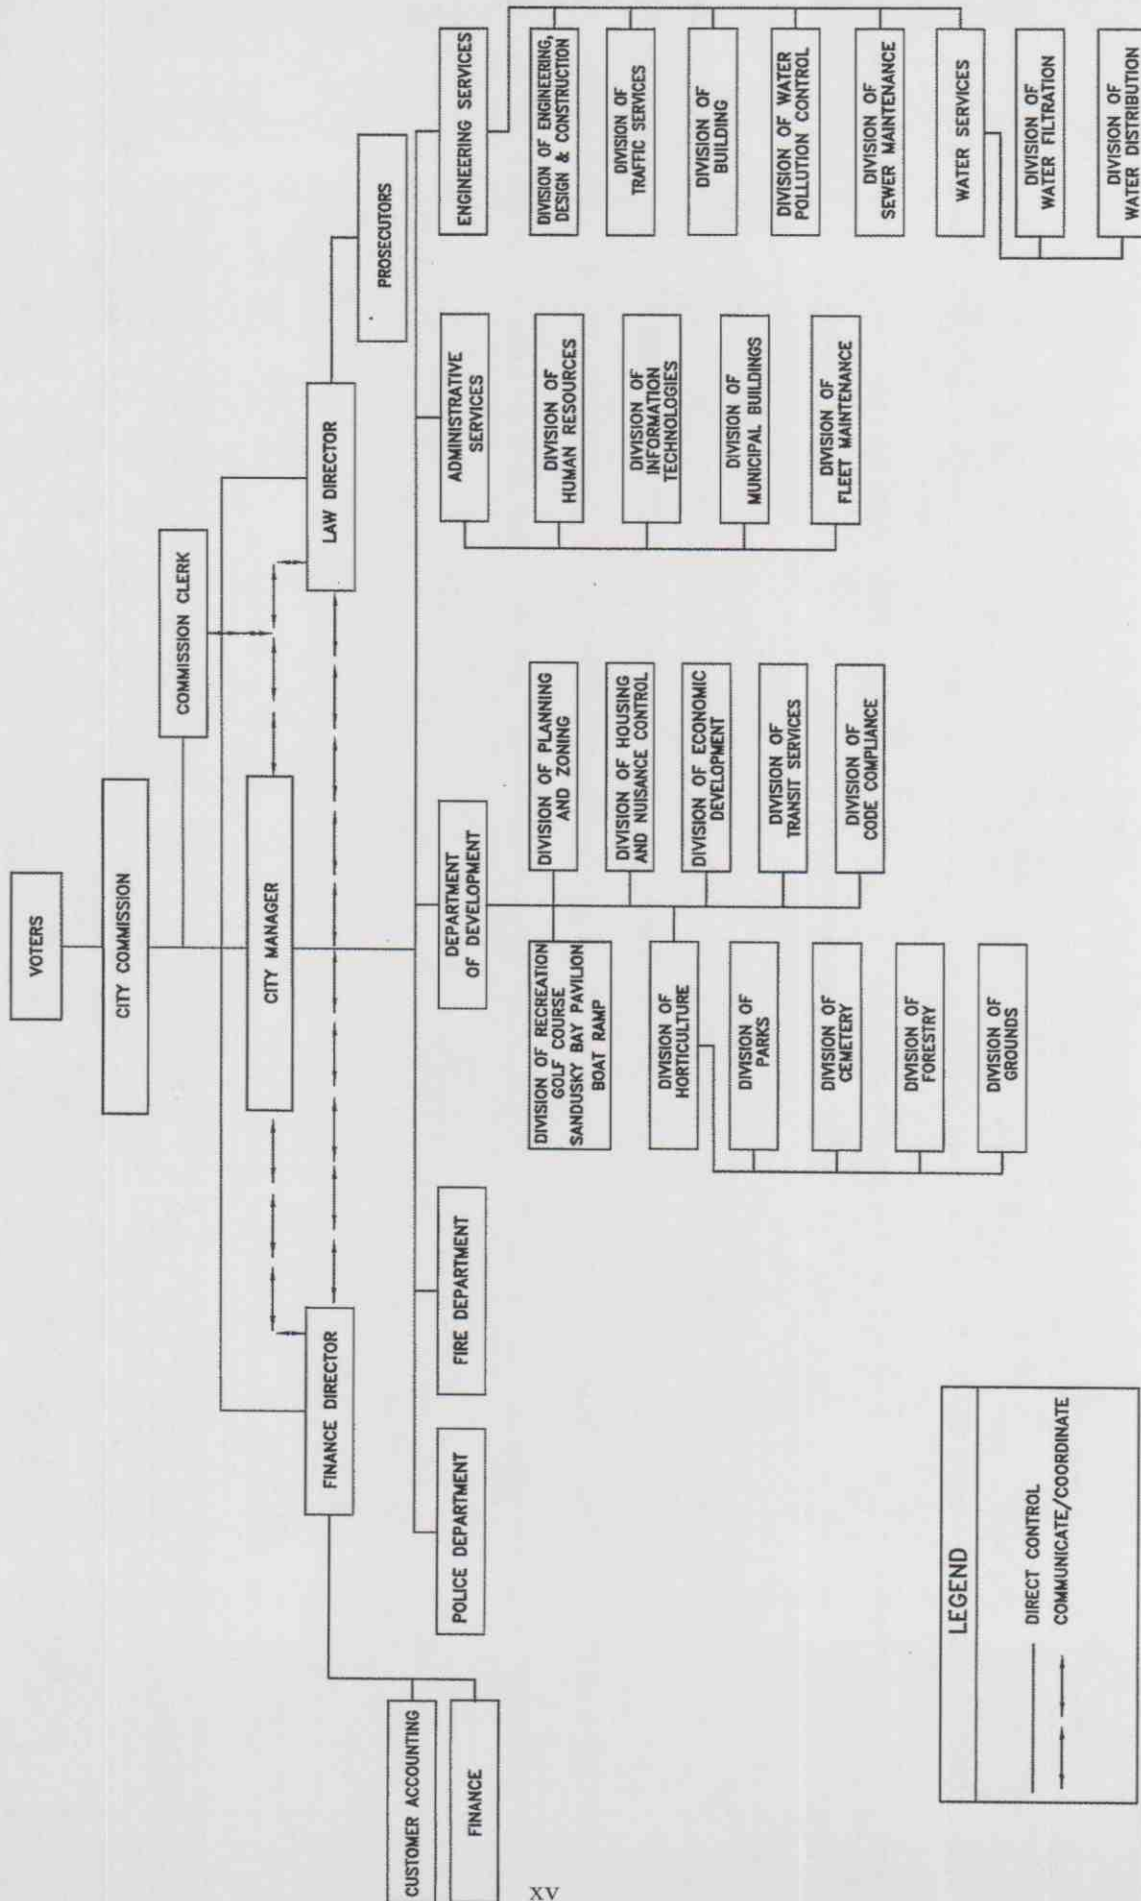 VOTERS
CITY COMMISSION
COMMISSION CLERK
CITY MANAGER
FINANCE DIRECTOR
LAW DIRECTOR
CUSTOMER ACCOUNTING
FINANCE
PROSECUTORS
POLICE DEPARTMENT
FIRE DEPARTMENT
DEPARTMENT
OF DEVELOPMENT
ADMINISTRATIVE
SERVICES
ENGINEERING SERVICES
DIVISION OF RECREATION
GOLF COURSE
SANDUSKY BAY PAVILION
BOAT RAMP
DIVISION OF
HORTICULTURE
DIVISION OF
PARKS
DIVISION OF
CEMETERY
DIVISION OF
FORESTRY
DIVISION OF
GROUNDS
DIVISION OF PLANNING
AND ZONING
DIVISION OF HOUSING
AND NUISANCE CONTROL
DIVISION OF ECONOMIC
DEVELOPMENT
DIVISION OF
TRANSIT SERVICES
DIVISION OF
CODE COMPLIANCE
DIVISION OF
HUMAN RESOURCES
DIVISION OF
INFORMATION
TECHNOLOGIES
DIVISION OF
MUNICIPAL BUILDINGS
DIVISION OF
FLEET MAINTENANCE
DIVISION OF ENGINEERING,
DESIGN & CONSTRUCTION
DIVISION OF
TRAFFIC SERVICES
DIVISION OF
BUILDING
DIVISION OF WATER
POLLUTION CONTROL
DIVISION OF
SEWER MAINTENANCE
WATER SERVICES
DIVISION OF
WATER FILTRATION
DIVISION OF
WATER DISTRIBUTION
LEGEND
DIRECT CONTROL
COMMUNICATE/COORDINATE
xv